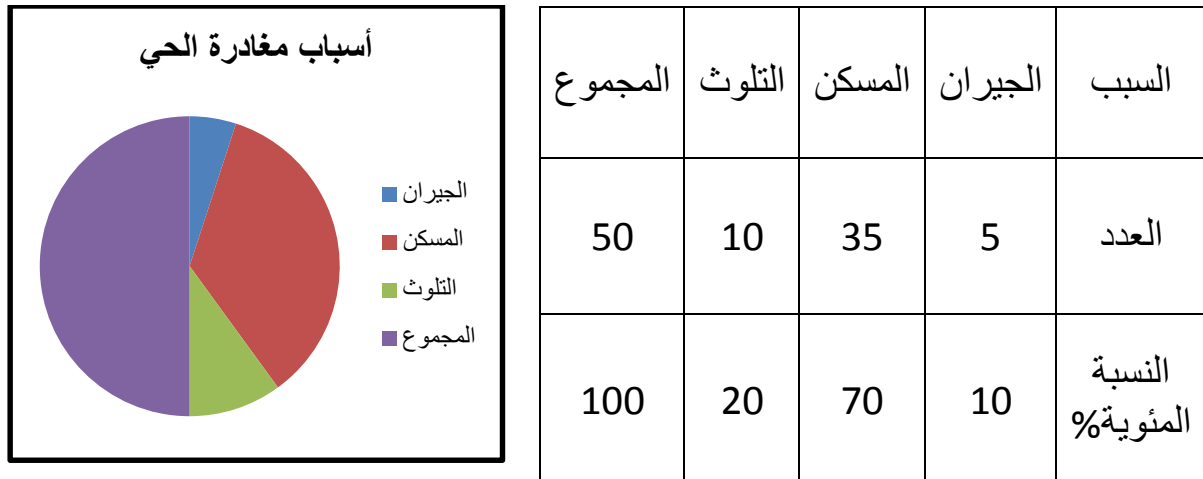 أسباب مغادرة الحي
الجيران
المسكن
التلوث
المجموع
السبب الجيران المسكن التلوث المجموع
العدد 5 35 10 50
النسبة المئوية% 10 70 20 100